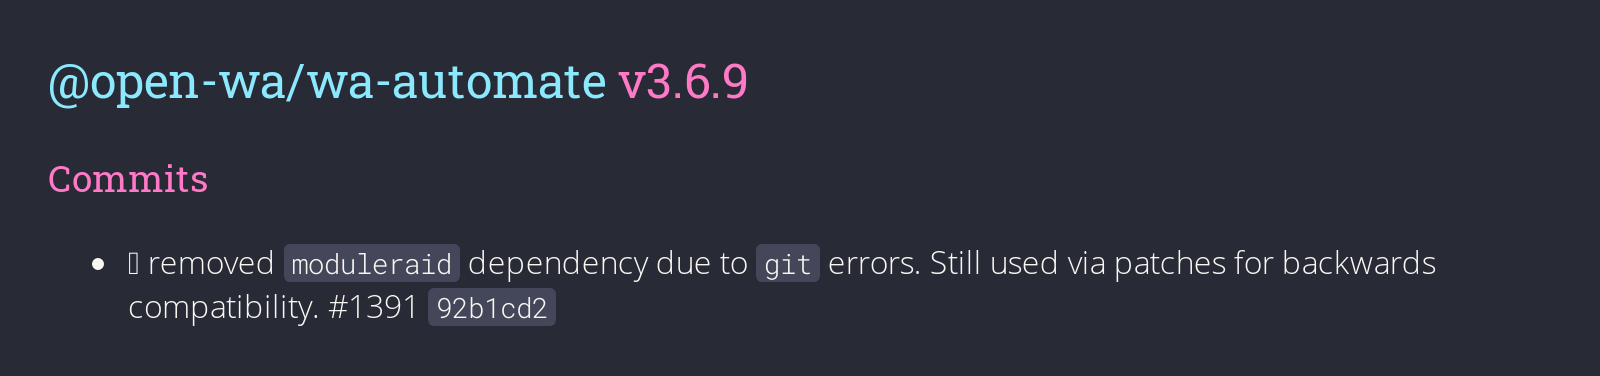 @open-wa/wa-automate v3.6.9
Commits
removed moduleraid dependency due to git errors. Still used via patches for backwards
compatibility. #1391 92b1cd2